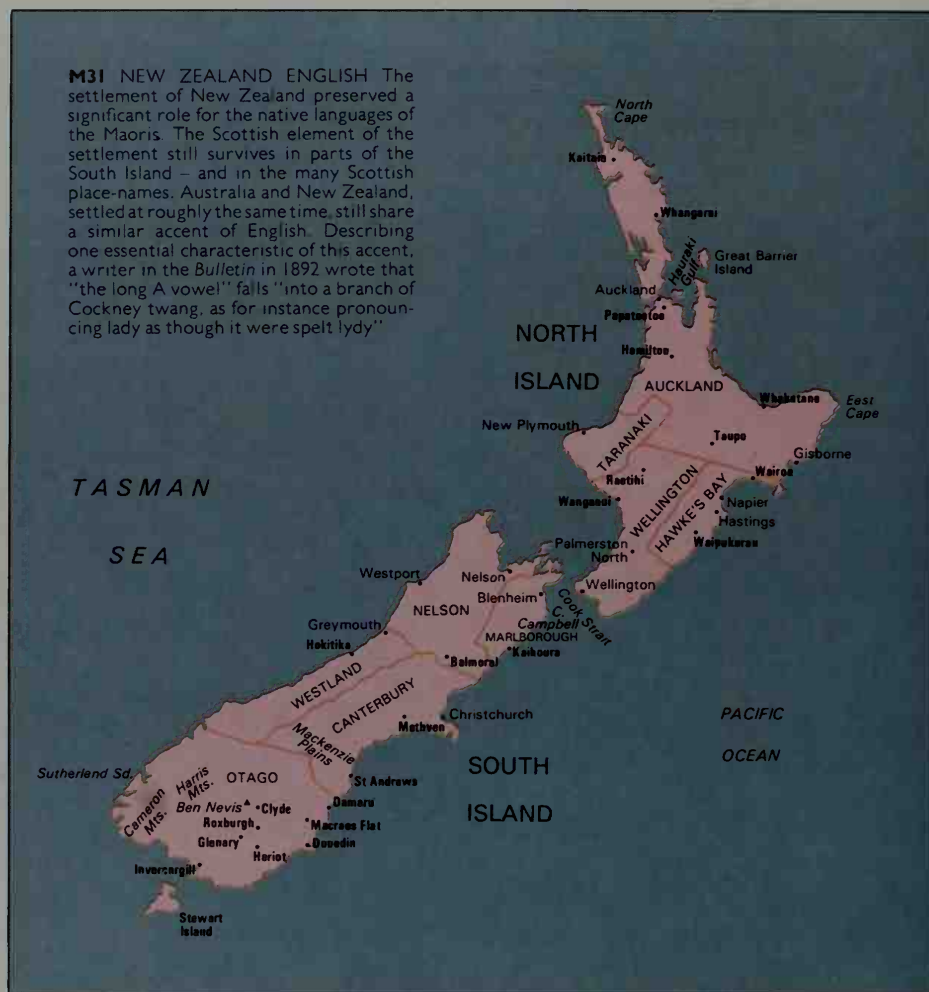 M31 NEW ZEALAND ENGLISH The
settlement of New Zealand preserved a
significant role for the native languages of
the Maoris. The Scottish element of the
settlement still survives in parts of the
South Island – and in the many Scottish
place-names. Australia and New Zealand,
settled at roughly the same time, still share
a similar accent of English. Describing
one essential characteristic of this accent,
a writer in the Bulletin in 1892 wrote that
"the long A vowel" falls "into a branch of
Cockney twang, as for instance pronoun-
cing lady as though it were spelt lydy"
North
Cape
Kaitaia
Whangarai
Hauraki
Gulf
Great Barrier
Island
Auckland
Papatoetoe
NORTH
ISLAND
Hamilton
AUCKLAND
Whakatane
East
Cape
New Plymouth
TARANAKI
Taupo
Gisborne
Raetihi
Wairoa
Wanganui
WELLINGTON
HAWKE'S BAY
Napier
Hastings
Palmerston
North
Waipukurau
Wellington
TASMAN
SEA
Westport
Nelson
NELSON
Blenheim
Cook Strait
C.
Campbell
Greymouth
MARLBOROUGH
Hokitika
Balmoral
Kaikoura
WESTLAND
CANTERBURY
Methven
Christchurch
Mackenzie
Plains
PACIFIC
OCEAN
SOUTH
ISLAND
Sutherland Sd.
OTAGO
St Andrews
Cameron
Mts.
Harris
Mts.
Ben Nevis
Clyde
Oamaru
Roxburgh
Macraes Flat
Glenary
Dunedin
Heriot
Invercargill
Stewart
Island